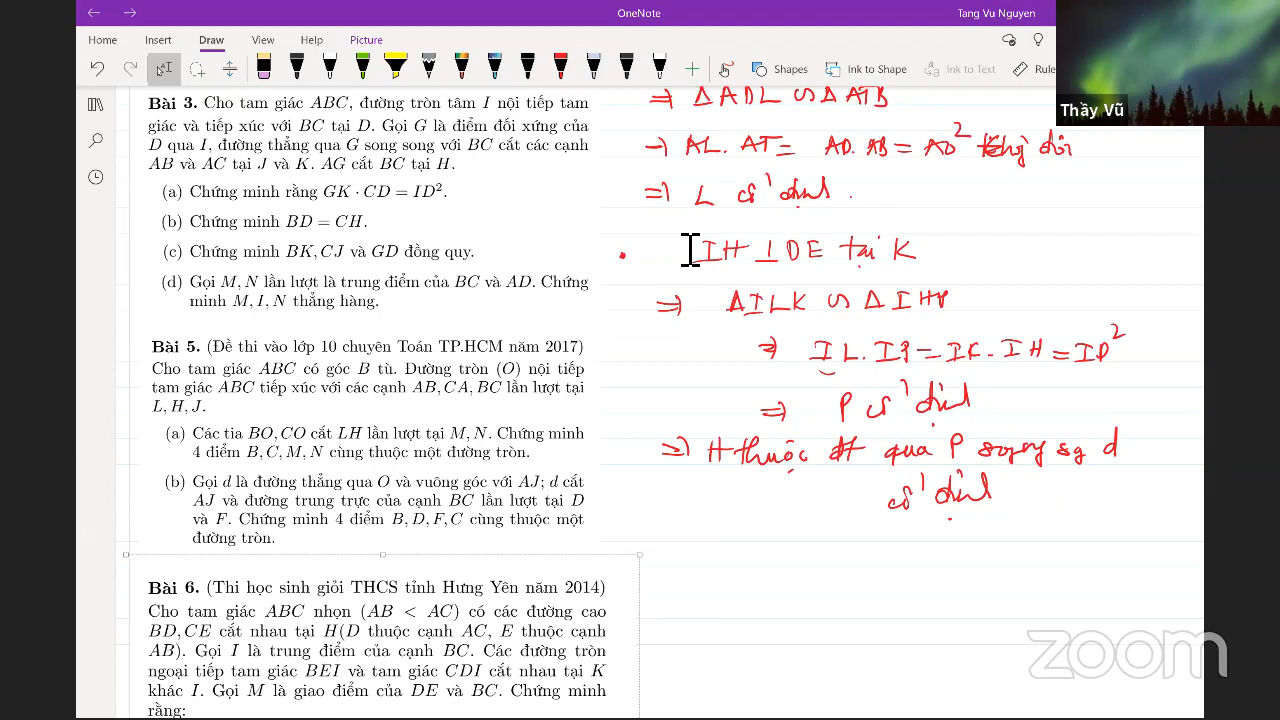 OneNote
Tang Vu Nguyen
Home Insert Draw View Help Picture
Shapes Ink to Shape Ink to Text Rule
Thầy Vũ
Bài 3. Cho tam giác ABC, đường tròn tâm I nội tiếp tam
giác và tiếp xúc với BC tại D. Gọi G là điểm đối xứng của
D qua I, đường thẳng qua G song song với BC cắt các cạnh
AB và AC tại J và K. AG cắt BC tại H.
(a) Chứng minh rằng GK · CD = ID².
(b) Chứng minh BD = CH.
(c) Chứng minh BK, CJ và GD đồng quy.
(d) Gọi M, N lần lượt là trung điểm của BC và AD. Chứng
minh M, I, N thẳng hàng.
Bài 5. (Đề thi vào lớp 10 chuyên Toán TP.HCM năm 2017)
Cho tam giác ABC có góc B tù. Đường tròn (O) nội tiếp
tam giác ABC tiếp xúc với các cạnh AB, CA, BC lần lượt tại
L, H, J.
(a) Các tia BO, CO cắt LH lần lượt tại M, N. Chứng minh
4 điểm B, C, M, N cùng thuộc một đường tròn.
(b) Gọi d là đường thẳng qua O và vuông góc với AJ; d cắt
AJ và đường trung trực của cạnh BC lần lượt tại D
và F. Chứng minh 4 điểm B, D, F, C cùng thuộc một
đường tròn.
Bài 6. (Thi học sinh giỏi THCS tỉnh Hưng Yên năm 2014)
Cho tam giác ABC nhọn (AB < AC) có các đường cao
BD, CE cắt nhau tại H(D thuộc cạnh AC, E thuộc cạnh
AB). Gọi I là trung điểm của cạnh BC. Các đường tròn
ngoại tiếp tam giác BEI và tam giác CDI cắt nhau tại K
khác I. Gọi M là giao điểm của DE và BC. Chứng minh
rằng:
⇒ ΔADL ∽ ΔATB
→ AL. AT = AD. AB = AO² đổi
⇒ L cố định.
IH ⊥ DE tại K
⇒ ΔILK ∽ ΔIHP
⇒ IL. IP = IK. IH = ID²
⇒ P cố định
⇒ H thuộc qua P sg d
cố định
zoom